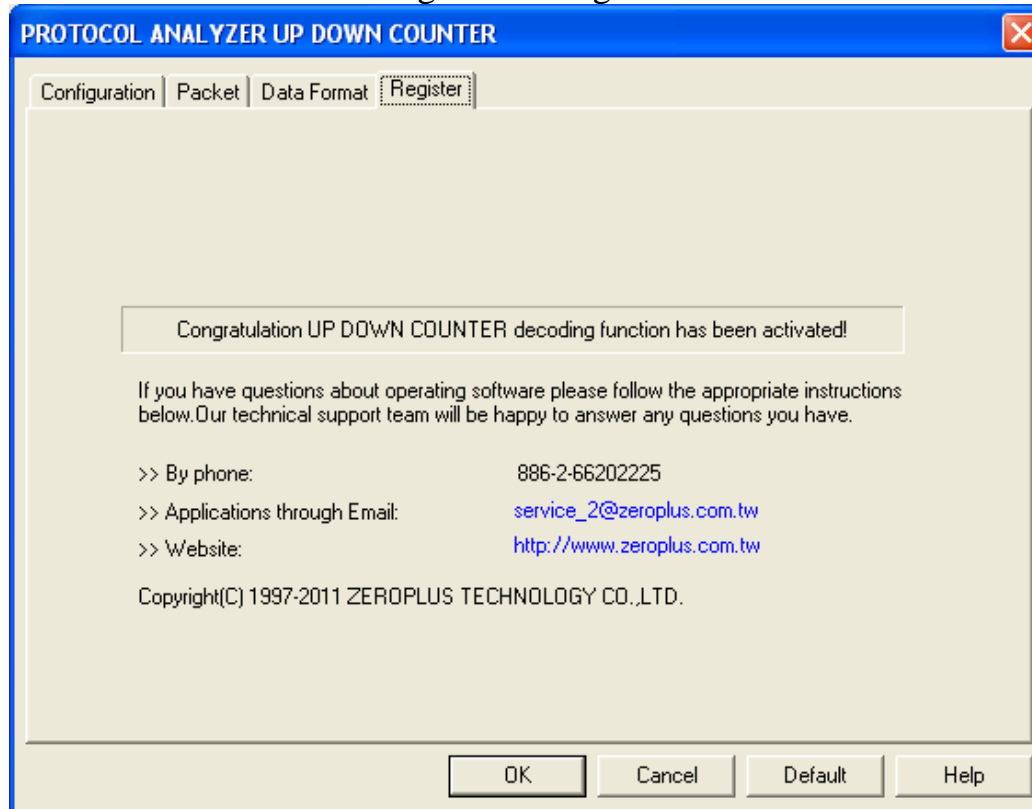 PROTOCOL ANALYZER UP DOWN COUNTER
Configuration Packet Data Format Register
Congratulation UP DOWN COUNTER decoding function has been activated!
If you have questions about operating software please follow the appropriate instructions
below.Our technical support team will be happy to answer any questions you have.
>> By phone: 886-2-66202225
>> Applications through Email: service_2@zeroplus.com.tw
>> Website: http://www.zeroplus.com.tw
Copyright(C) 1997-2011 ZEROPLUS TECHNOLOGY CO.,LTD.
OK Cancel Default Help